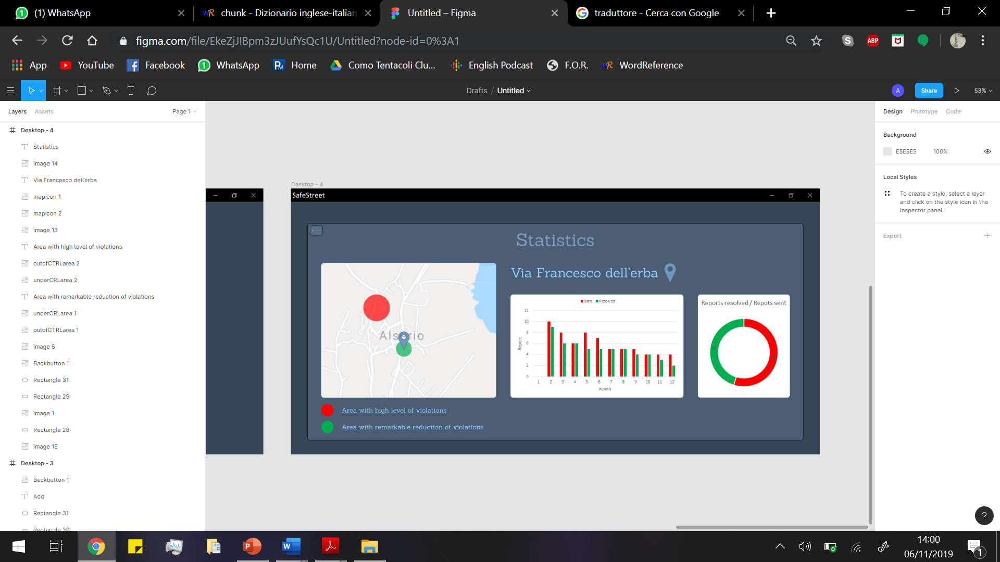 (1) WhatsApp
chunk - Dizionario inglese-italian
Untitled – Figma
traduttore - Cerca con Google
figma.com/file/EkeZjJIBpm3zJUufYsQc1U/Untitled?node-id=0%3A1
ABP
App
YouTube
Facebook
WhatsApp
Home
Como Tentacoli Clu...
English Podcast
F.O.R.
WordReference
Drafts / Untitled
A
Share
53%
Layers
Assets
Page 1
Desktop - 4
Statistics
image 14
Via Francesco dell'erba
mapicon 1
mapicon 2
image 13
Area with high level of violations
outofCTRLarea 2
underCRLarea 2
Area with remarkable reduction of violations
underCRLarea 1
outofCTRLarea 1
image 5
Backbutton 1
Rectangle 31
Rectangle 29
image 1
Rectangle 28
image 15
Desktop - 3
Backbutton 1
Add
Rectangle 31
Rectangle 30
Desktop - 4
SafeStreet
Statistics
Via Francesco dell'erba
Alserio
Sent Resolved
12
10
8
6
4
2
0
Report
1 2 3 4 5 6 7 8 9 10 11 12
month
Reports resolved / Repots sent
Area with high level of violations
Area with remarkable reduction of violations
Design
Prototype
Code
Background
E5E5E5
100%
Local Styles
To create a style, select a layer
and click on the style icon in the
inspector panel.
Export
?
14:00
06/11/2019
1